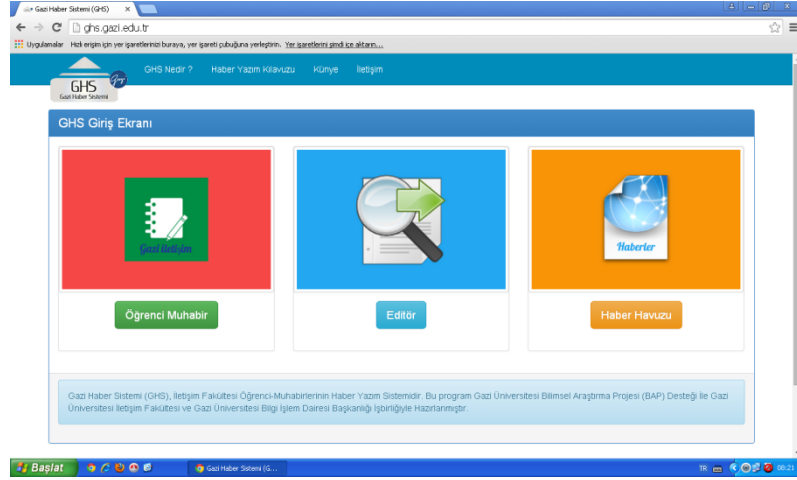 Gazi Haber Sistemi (GHS)
ghs.gazi.edu.tr
Uygulamalar Hızlı erişim için yer işaretlerinizi buraya, yer işareti çubuğuna yerleştirin. Yer işaretlerini şimdi içe aktarın...
GHS Nedir ? Haber Yazım Kılavuzu Künye İletişim
GHS
Gazi Haber Sistemi
GHS Giriş Ekranı
Gazi İletişim
Haberler
Öğrenci Muhabir
Editör
Haber Havuzu
Gazi Haber Sistemi (GHS), İletişim Fakültesi Öğrenci-Muhabirlerinin Haber Yazım Sistemidir. Bu program Gazi Üniversitesi Bilimsel Araştırma Projesi (BAP) Desteği İle Gazi
Üniversitesi İletişim Fakültesi ve Gazi Üniversitesi Bilgi İşlem Dairesi Başkanlığı İşbirliğiyle Hazırlanmıştır.
Başlat
Gazi Haber Sistemi (G...
TR
08:21